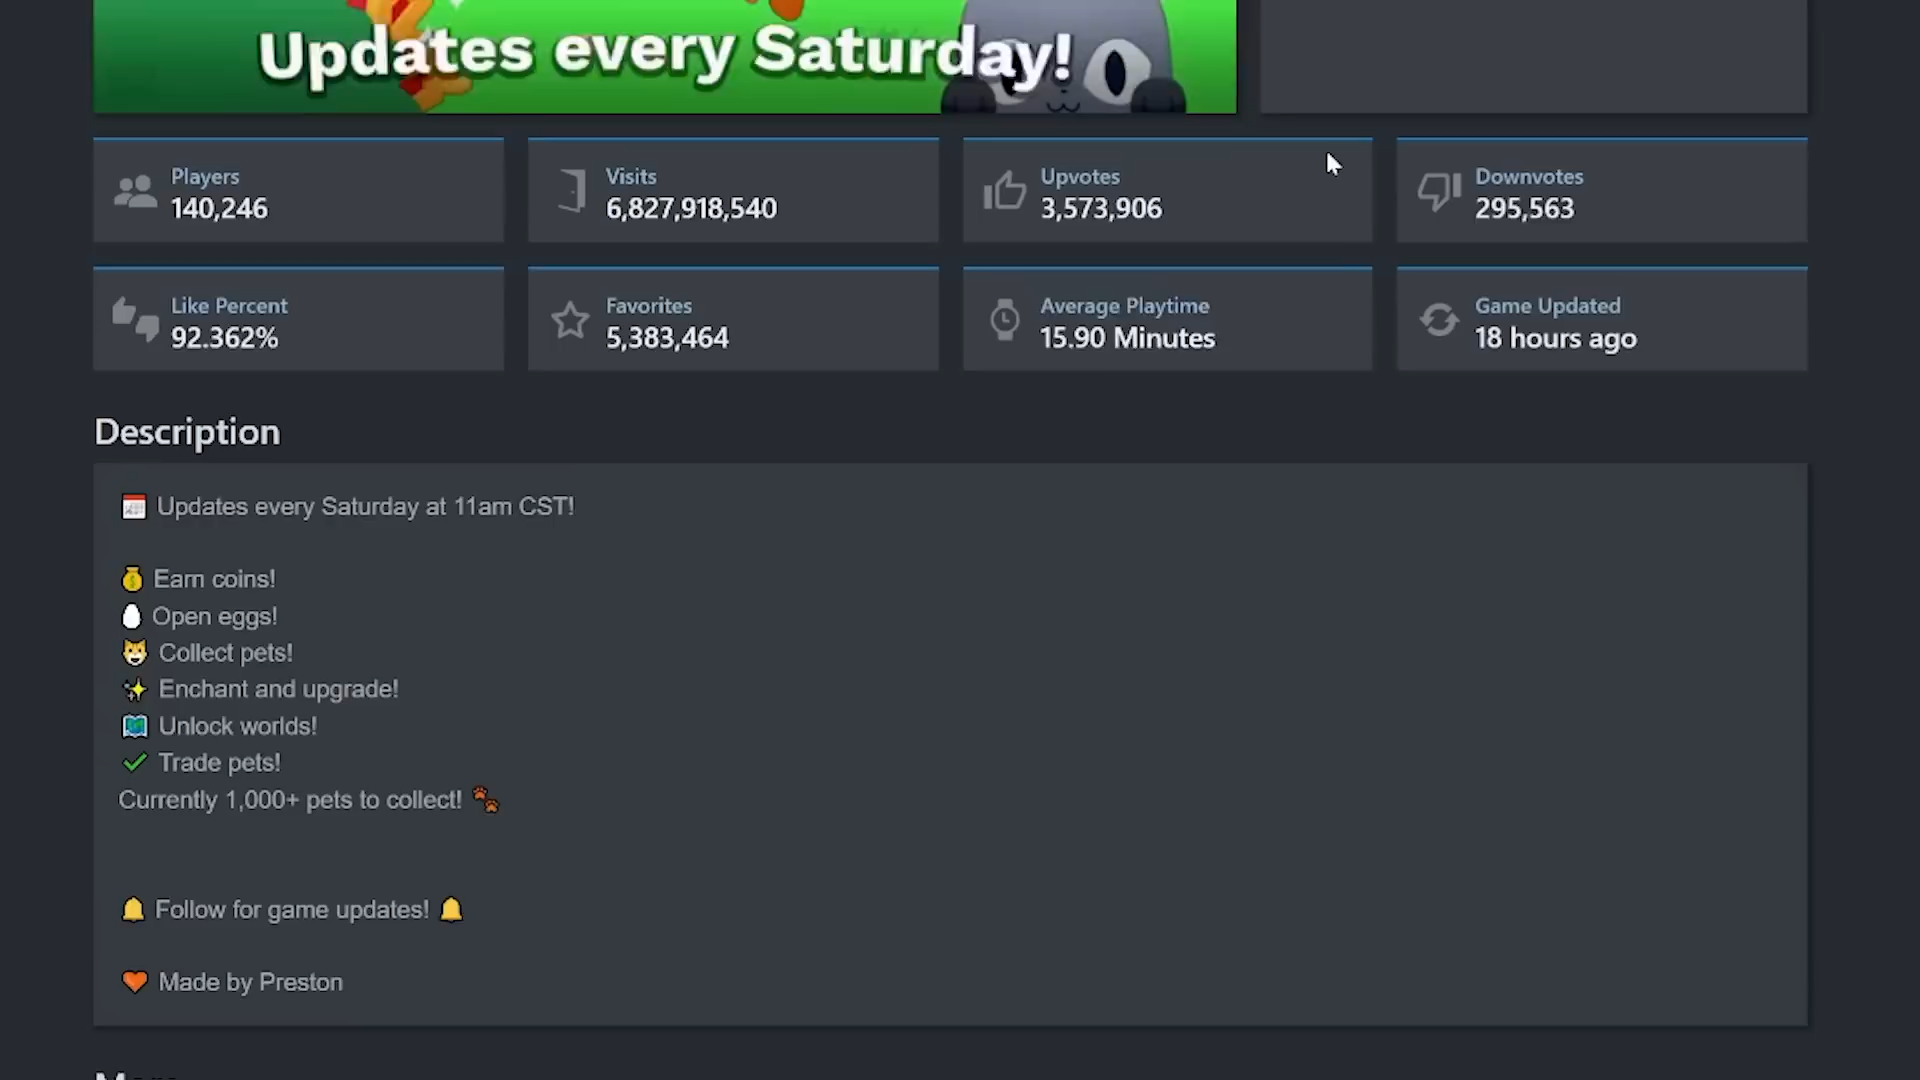 Updates every Saturday!
Players
140,246
Visits
6,827,918,540
Upvotes
3,573,906
Downvotes
295,563
Like Percent
92.362%
Favorites
5,383,464
Average Playtime
15.90 Minutes
Game Updated
18 hours ago
Description
Updates every Saturday at 11am CST!
Earn coins!
Open eggs!
Collect pets!
Enchant and upgrade!
Unlock worlds!
Trade pets!
Currently 1,000+ pets to collect!
Follow for game updates!
Made by Preston